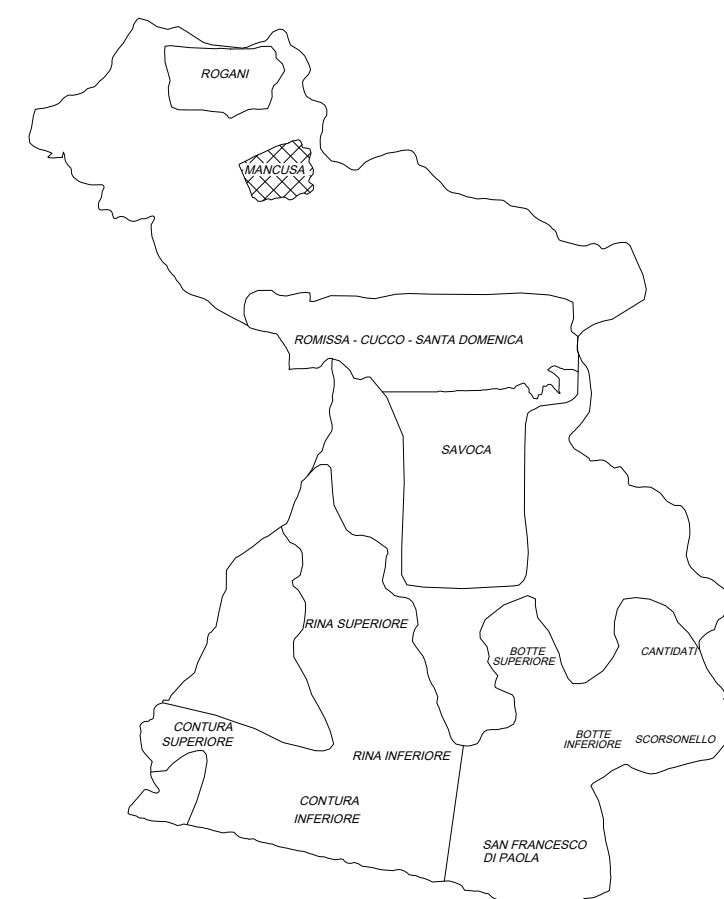 ROGANI
MANCUSA
ROMISSA - CUCCO - SANTA DOMENICA
SAVOCA
RINA SUPERIORE
BOTTE
SUPERIORE
CANTIDATI
CONTURA
SUPERIORE
BOTTE
INFERIORE
SCORSONELLO
RINA INFERIORE
CONTURA
INFERIORE
SAN FRANCESCO
DI PAOLA